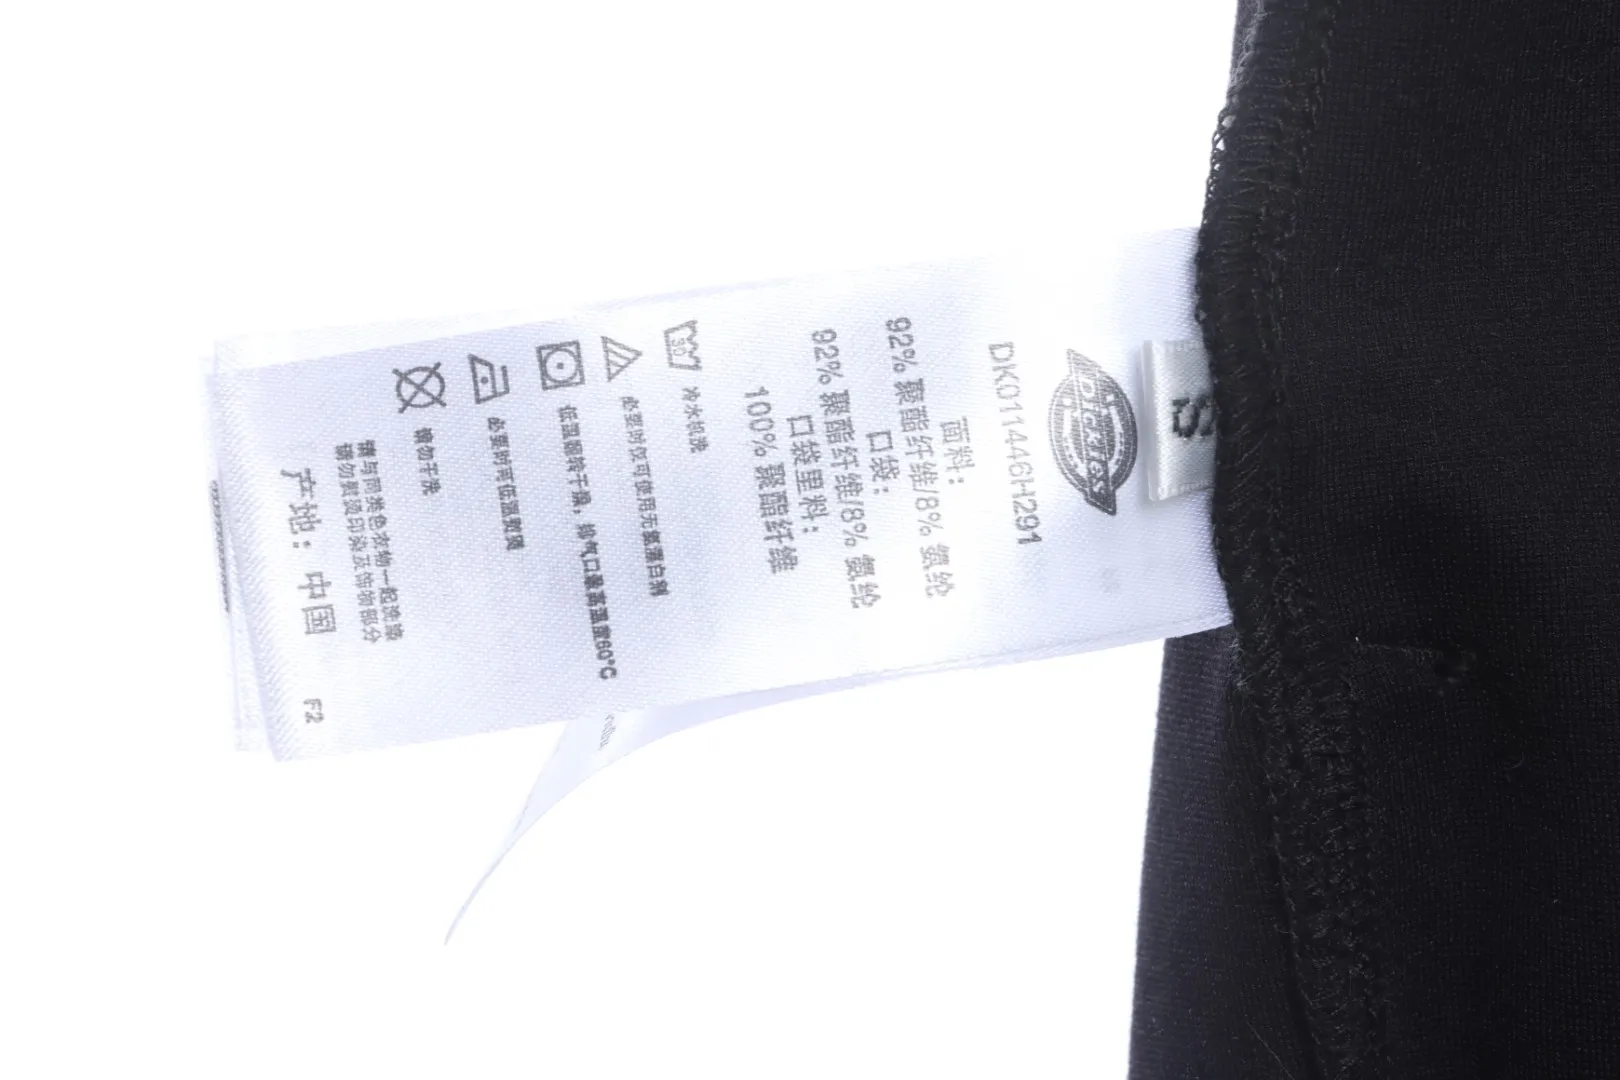 S
DICKIES
DK011446H291
面料:
92% 聚酯纤维/8% 氨纶
口袋:
92% 聚酯纤维/8% 氨纶
口袋里料:
100% 聚酯纤维
30 冷水机洗
必要时仅可使用无氯漂白剂
低温翻转干燥, 排气口最高温度60°C
必要时可低温熨烫
请勿干洗
请与同类色衣物一起洗涤
请勿熨烫印染及饰物部分
产地: 中国 F2